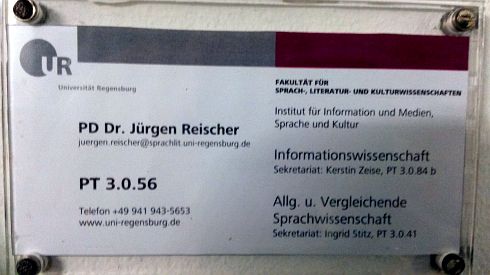 UR
Universität Regensburg
PD Dr. Jürgen Reischer
juergen.reischer@sprachlit.uni-regensburg.de
PT 3.0.56
Telefon +49 941 943-5653
www.uni-regensburg.de
FAKULTÄT FÜR
SPRACH-, LITERATUR- UND KULTURWISSENSCHAFTEN
Institut für Information und Medien,
Sprache und Kultur
Informationswissenschaft
Sekretariat: Kerstin Zeise, PT 3.0.84 b
Allg. u. Vergleichende
Sprachwissenschaft
Sekretariat: Ingrid Stitz, PT 3.0.41